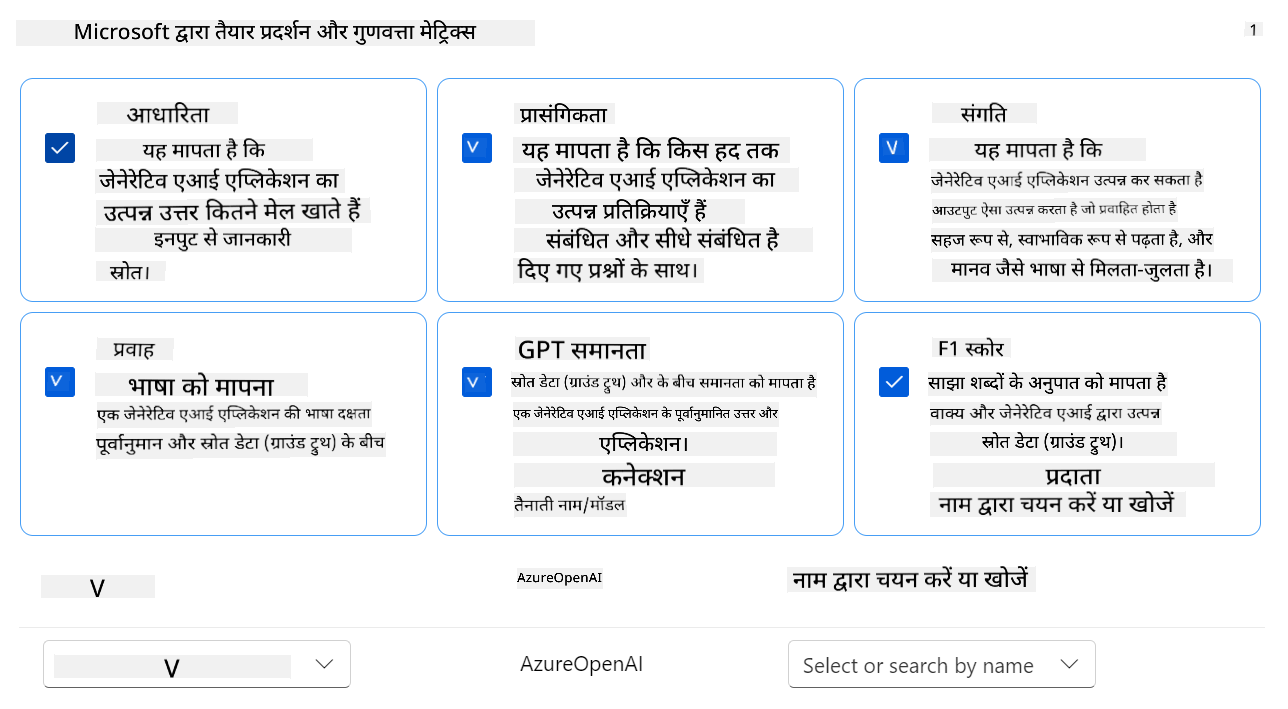 Microsoft द्वारा तैयार प्रदर्शन और गुणवत्ता मेट्रिक्स
1
आधारिता
यह मापता है कि
जेनेरेटिव एआई एप्लिकेशन का
उत्पन्न उत्तर कितने मेल खाते हैं
इनपुट से जानकारी
स्रोत।
प्रासंगिकता
V
यह मापता है कि किस हद तक
जेनेरेटिव एआई एप्लिकेशन का
उत्पन्न प्रतिक्रियाएँ हैं
संबंधित और सीधे संबंधित है
दिए गए प्रश्नों के साथ।
संगति
V
यह मापता है कि
जेनेरेटिव एआई एप्लिकेशन उत्पन्न कर सकता है
आउटपुट ऐसा उत्पन्न करता है जो प्रवाहित होता है
सहज रूप से, स्वाभाविक रूप से पढ़ता है, और
मानव जैसे भाषा से मिलता-जुलता है।
प्रवाह
V
भाषा को मापना
एक जेनेरेटिव एआई एप्लिकेशन की भाषा दक्षता
पूर्वानुमान और स्रोत डेटा (ग्राउंड ट्रुथ) के बीच
GPT समानता
V
स्रोत डेटा (ग्राउंड ट्रुथ) और के बीच समानता को मापता है
एक जेनेरेटिव एआई एप्लिकेशन के पूर्वानुमानित उत्तर और
एप्लिकेशन।
कनेक्शन
तैनाती नाम/मॉडल
F1 स्कोर
साझा शब्दों के अनुपात को मापता है
वाक्य और जेनेरेटिव एआई द्वारा उत्पन्न
स्रोत डेटा (ग्राउंड ट्रुथ)।
प्रदाता
नाम द्वारा चयन करें या खोजें
V
AzureOpenAI
नाम द्वारा चयन करें या खोजें
V
AzureOpenAI
Select or search by name